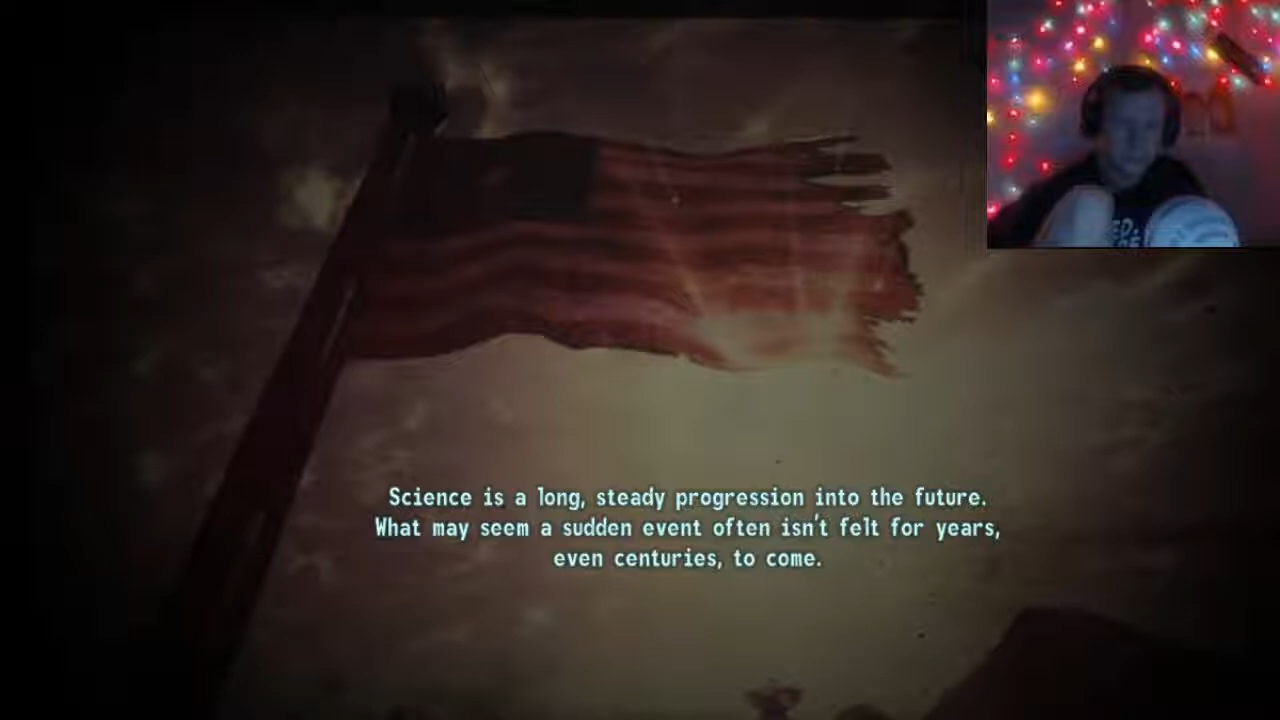 Science is a long, steady progression into the future.
What may seem a sudden event often isn't felt for years,
even centuries, to come.